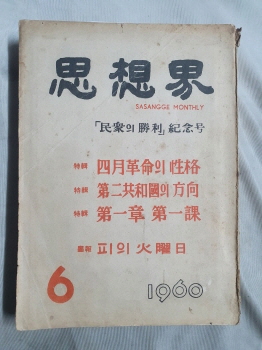 思想界
SASANGGE MONTHLY
「民衆의 勝利」紀念号
特輯 四月革命의 性格
特輯 第二共和國의 方向
特輯 第一章 第一課
畵報 피의 火曜日
6 1960